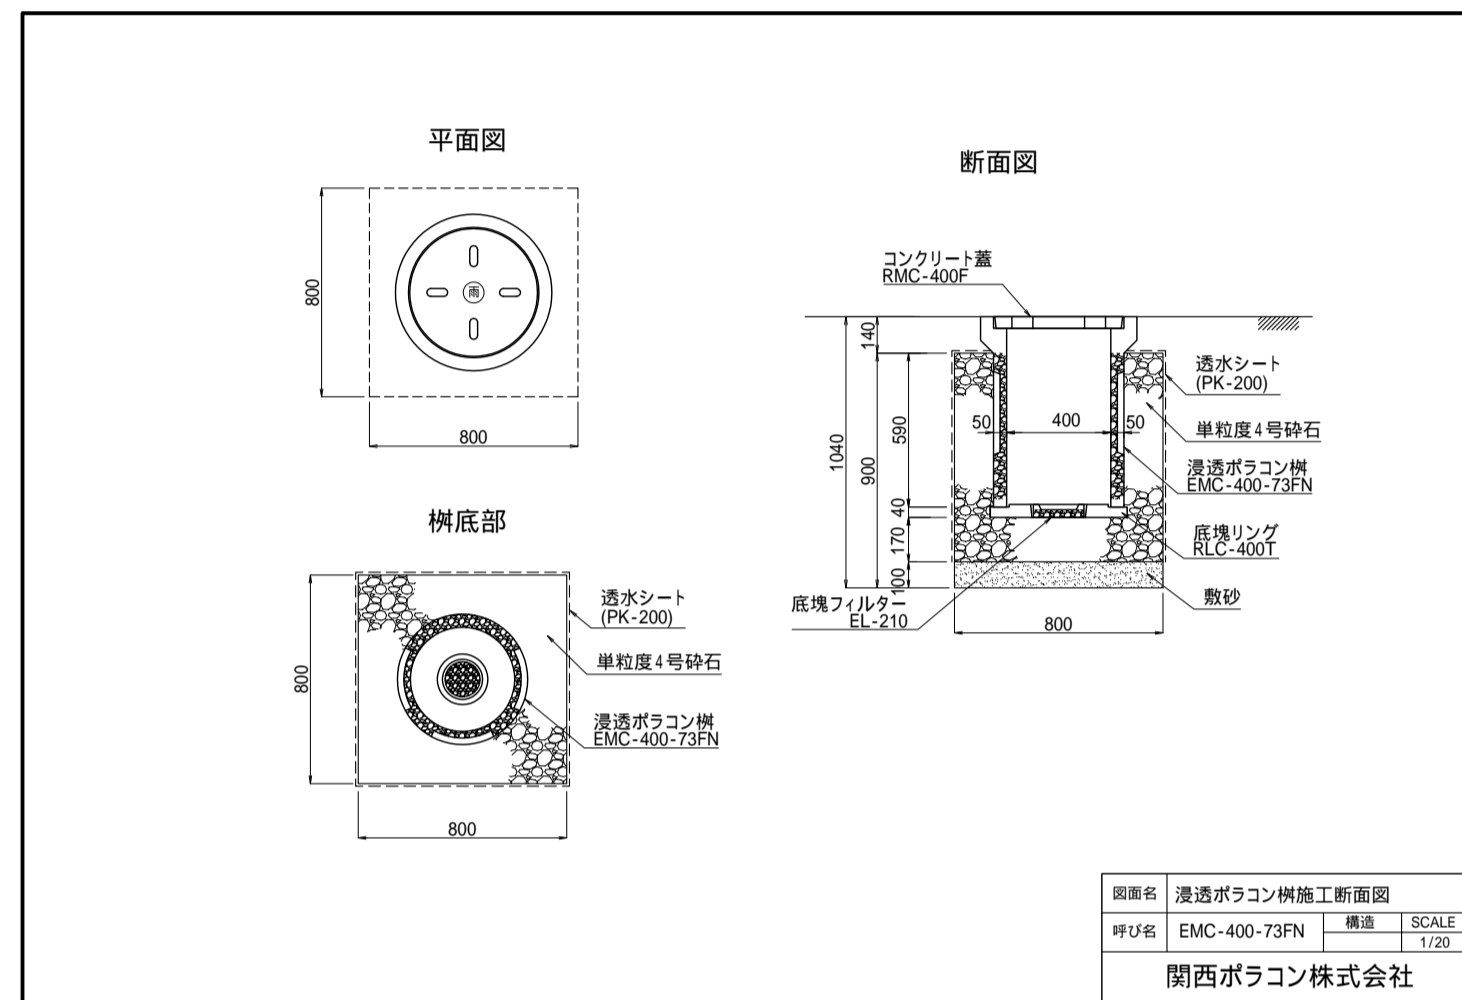 平面図
800
雨
800
桝底部
800
透水シート
(PK-200)
単粒度4号砕石
浸透ポラコン桝
EMC-400-73FN
800
断面図
コンクリート蓋
RMC-400F
140
1040
900
590
50
400
50
40
170
100
透水シート
(PK-200)
単粒度4号砕石
浸透ポラコン桝
EMC-400-73FN
底塊リング
RLC-400T
敷砂
底塊フィルター
EL-210
800
図面名 浸透ポラコン桝施工断面図
呼び名 EMC-400-73FN 構造 SCALE
1/20
関西ポラコン株式会社